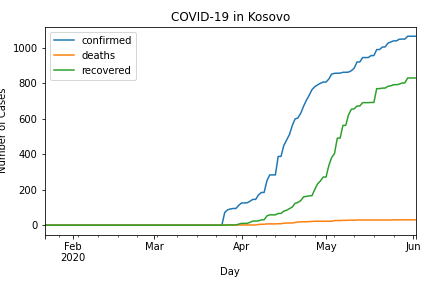 COVID-19 in Kosovo
confirmed
deaths
recovered
1000
800
600
400
200
0
Number of Cases
Feb
2020
Mar
Apr
May
Jun
Day